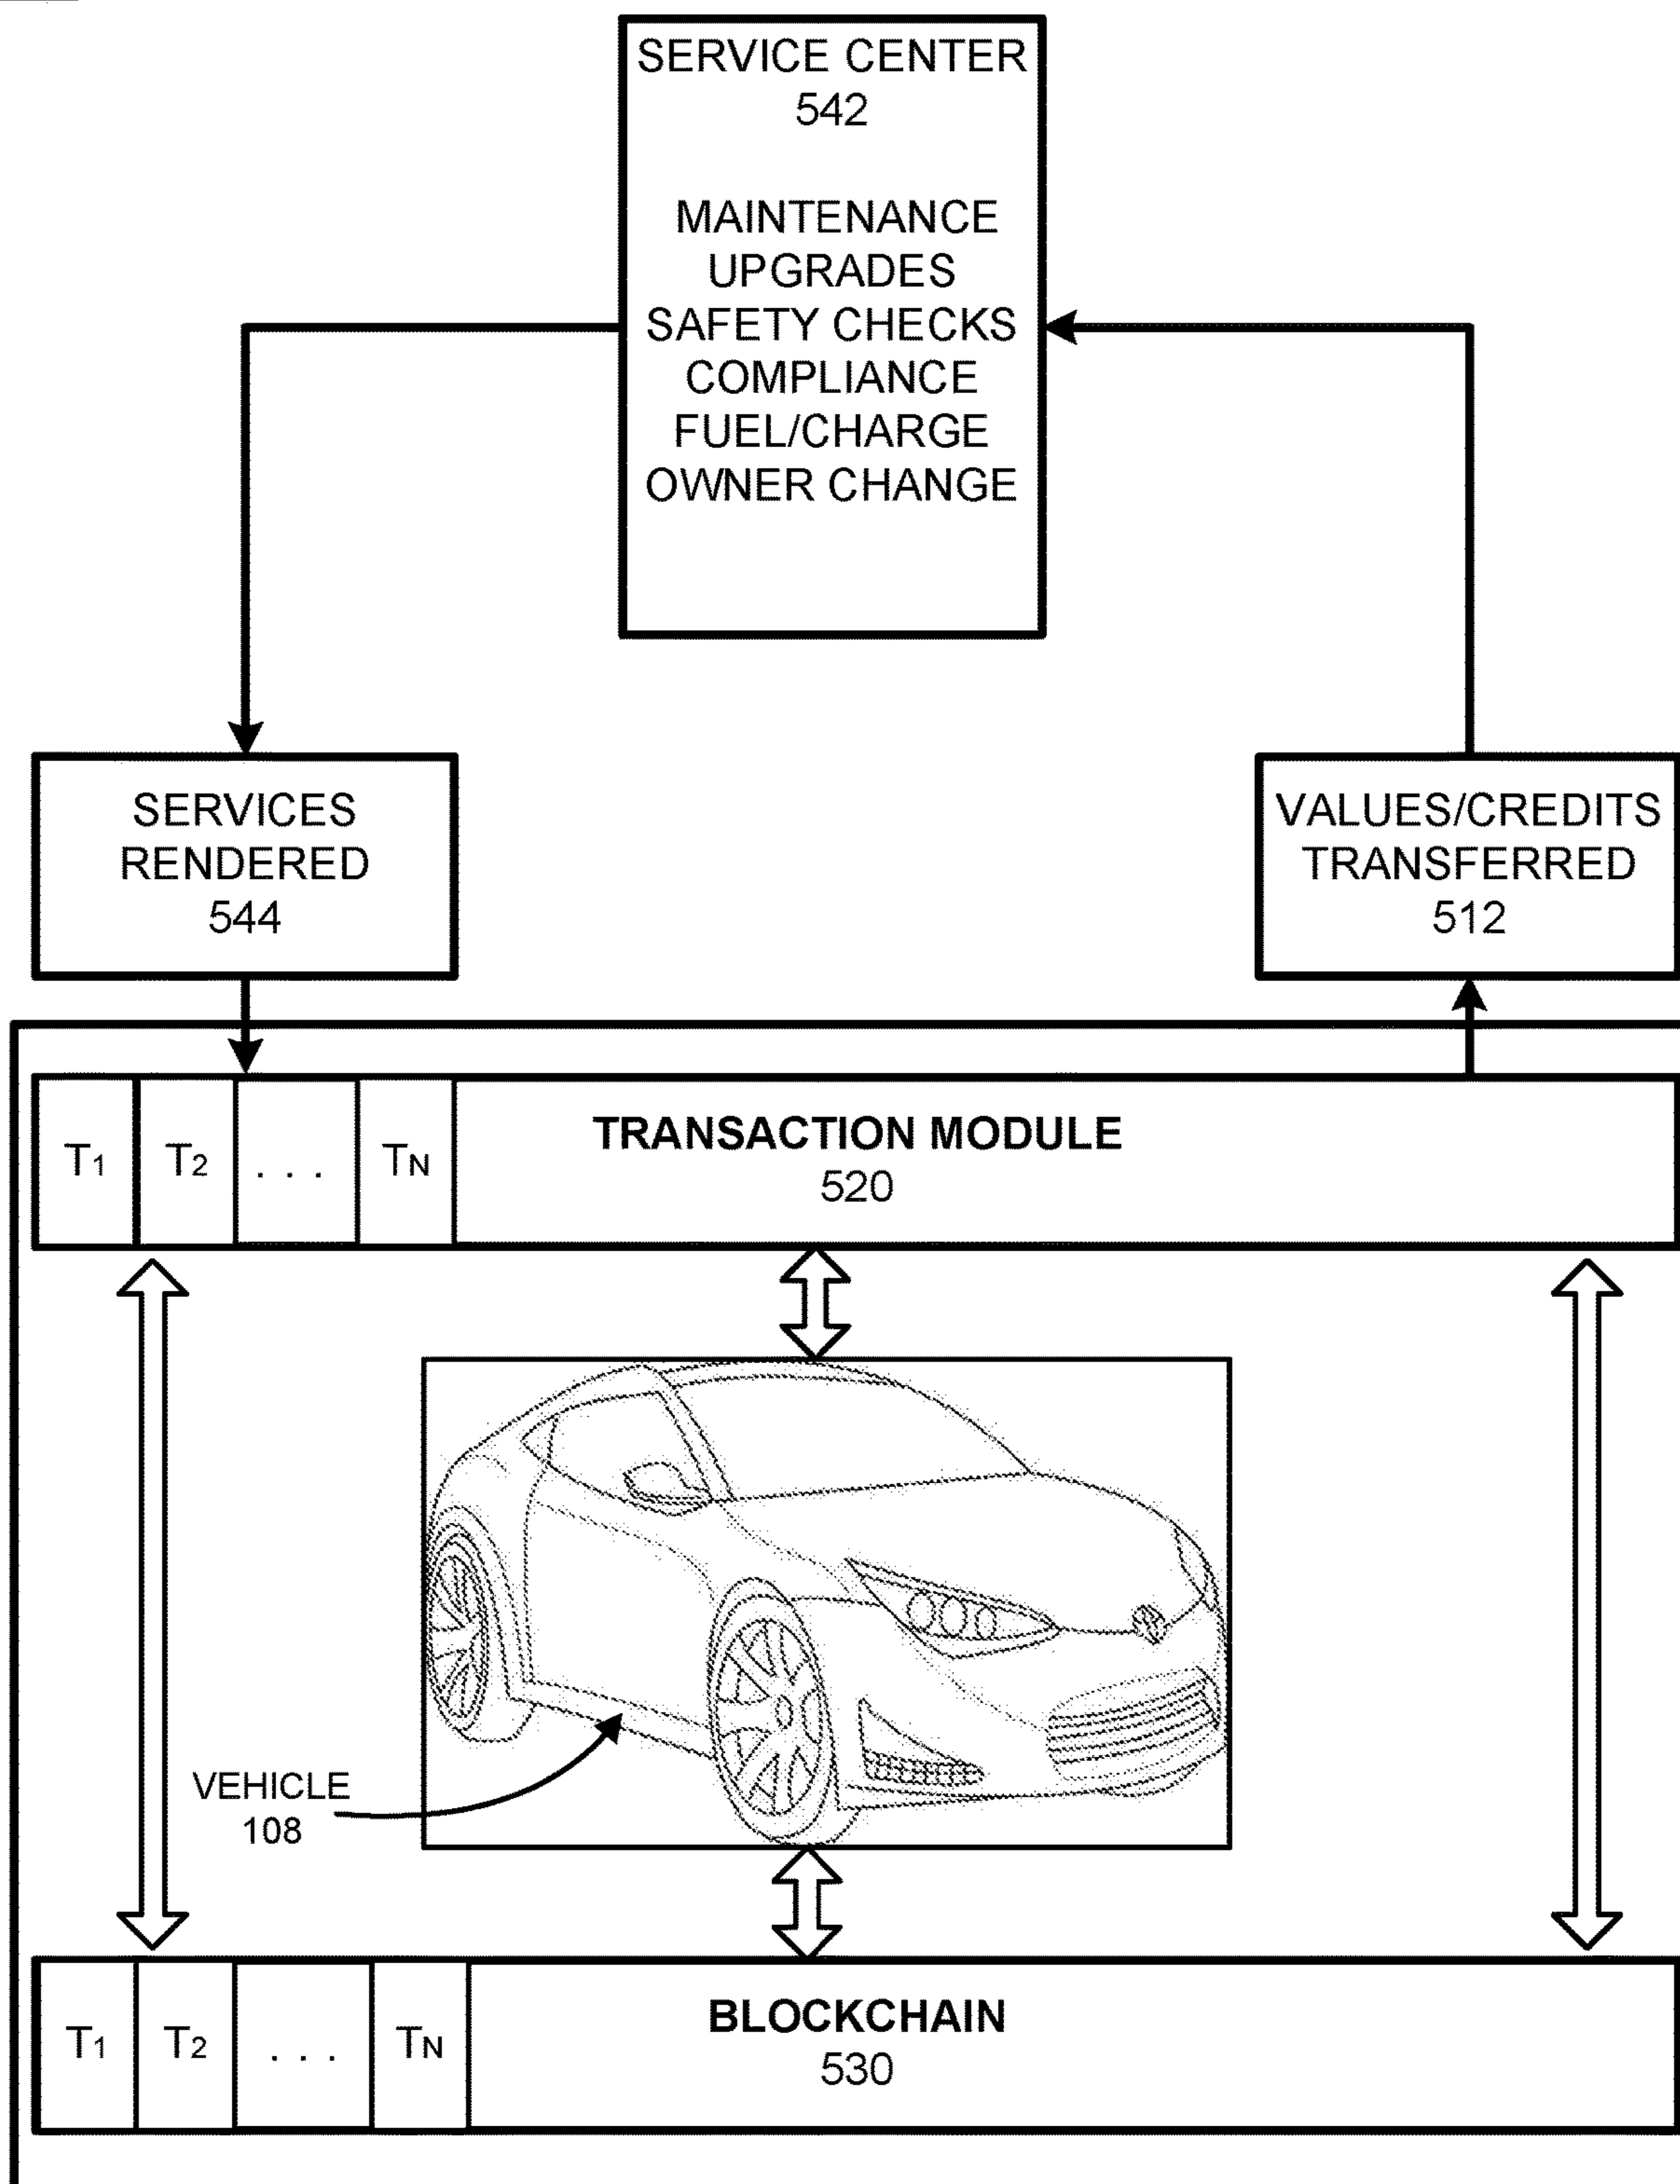 SERVICE CENTER
542
MAINTENANCE
UPGRADES
SAFETY CHECKS
COMPLIANCE
FUEL/CHARGE
OWNER CHANGE
SERVICES
RENDERED
544
VALUES/CREDITS
TRANSFERRED
512
T1 T2 . . . TN
TRANSACTION MODULE
520
VEHICLE
108
T1 T2 . . . TN
BLOCKCHAIN
530